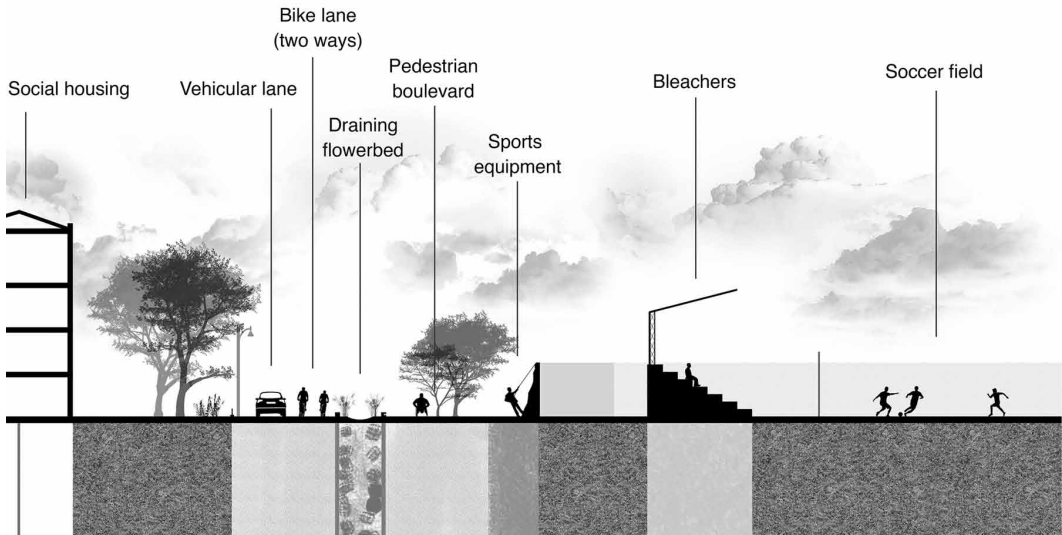 Social housing
Vehicular lane
Bike lane
(two ways)
Draining
flowerbed
Pedestrian
boulevard
Sports
equipment
Bleachers
Soccer field